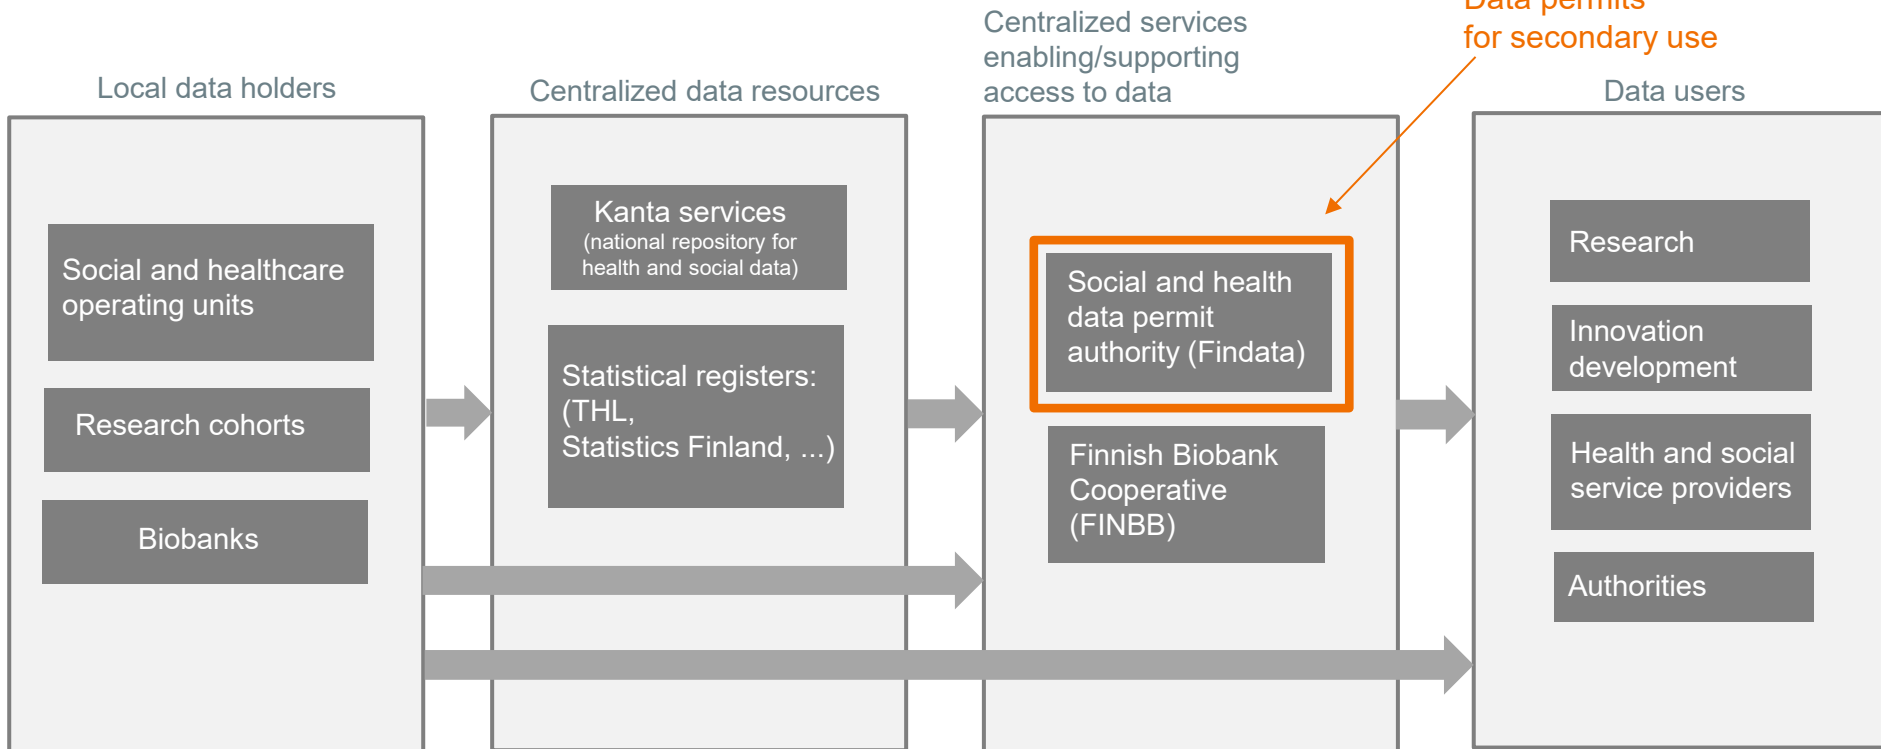 Data permits
for secondary use
Centralized services
enabling/supporting
access to data
Local data holders
Centralized data resources
Data users
Social and healthcare
operating units
Research cohorts
Biobanks
Kanta services
(national repository for
health and social data)
Statistical registers:
(THL,
Statistics Finland, ...)
Social and health
data permit
authority (Findata)
Finnish Biobank
Cooperative
(FINBB)
Research
Innovation
development
Health and social
service providers
Authorities